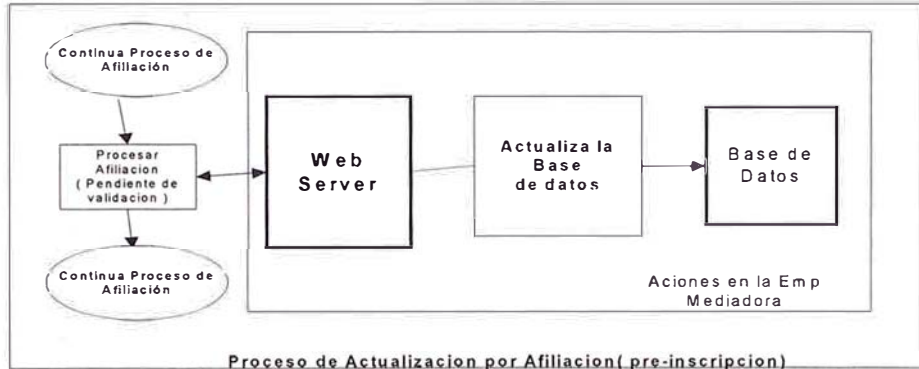 Continua Proceso de
Afiliación
Procesar
Afiliacion
( Pendiente de
validacion )
Continua Proceso de
Afiliación
Web
Server
Actualiza la
Base
de datos
Base de
Datos
Aciones en la Emp
Mediadora
Proceso de Actualizacion por Afiliacion( pre-inscripcion)